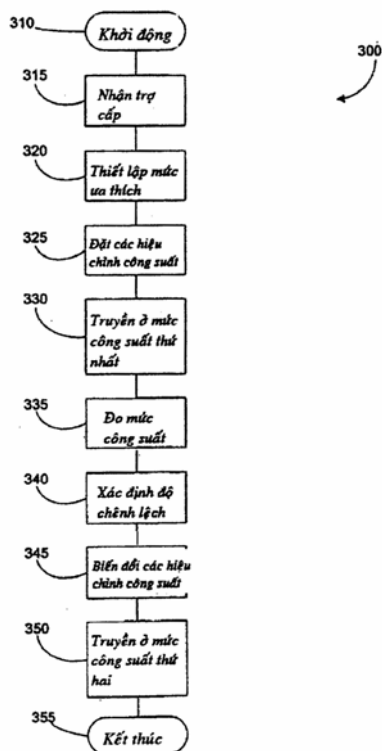 310
Khởi động
300
315
Nhận trợ
cấp
320
Thiết lập mức
ưa thích
325
Đặt các hiệu
chỉnh công suất
330
Truyền ở mức
công suất thứ
nhất
335
Đo mức
công suất
340
Xác định độ
chênh lệch
345
Biến đổi các hiệu
chỉnh công suất
350
Truyền ở mức
công suất thứ
hai
355
Kết thúc